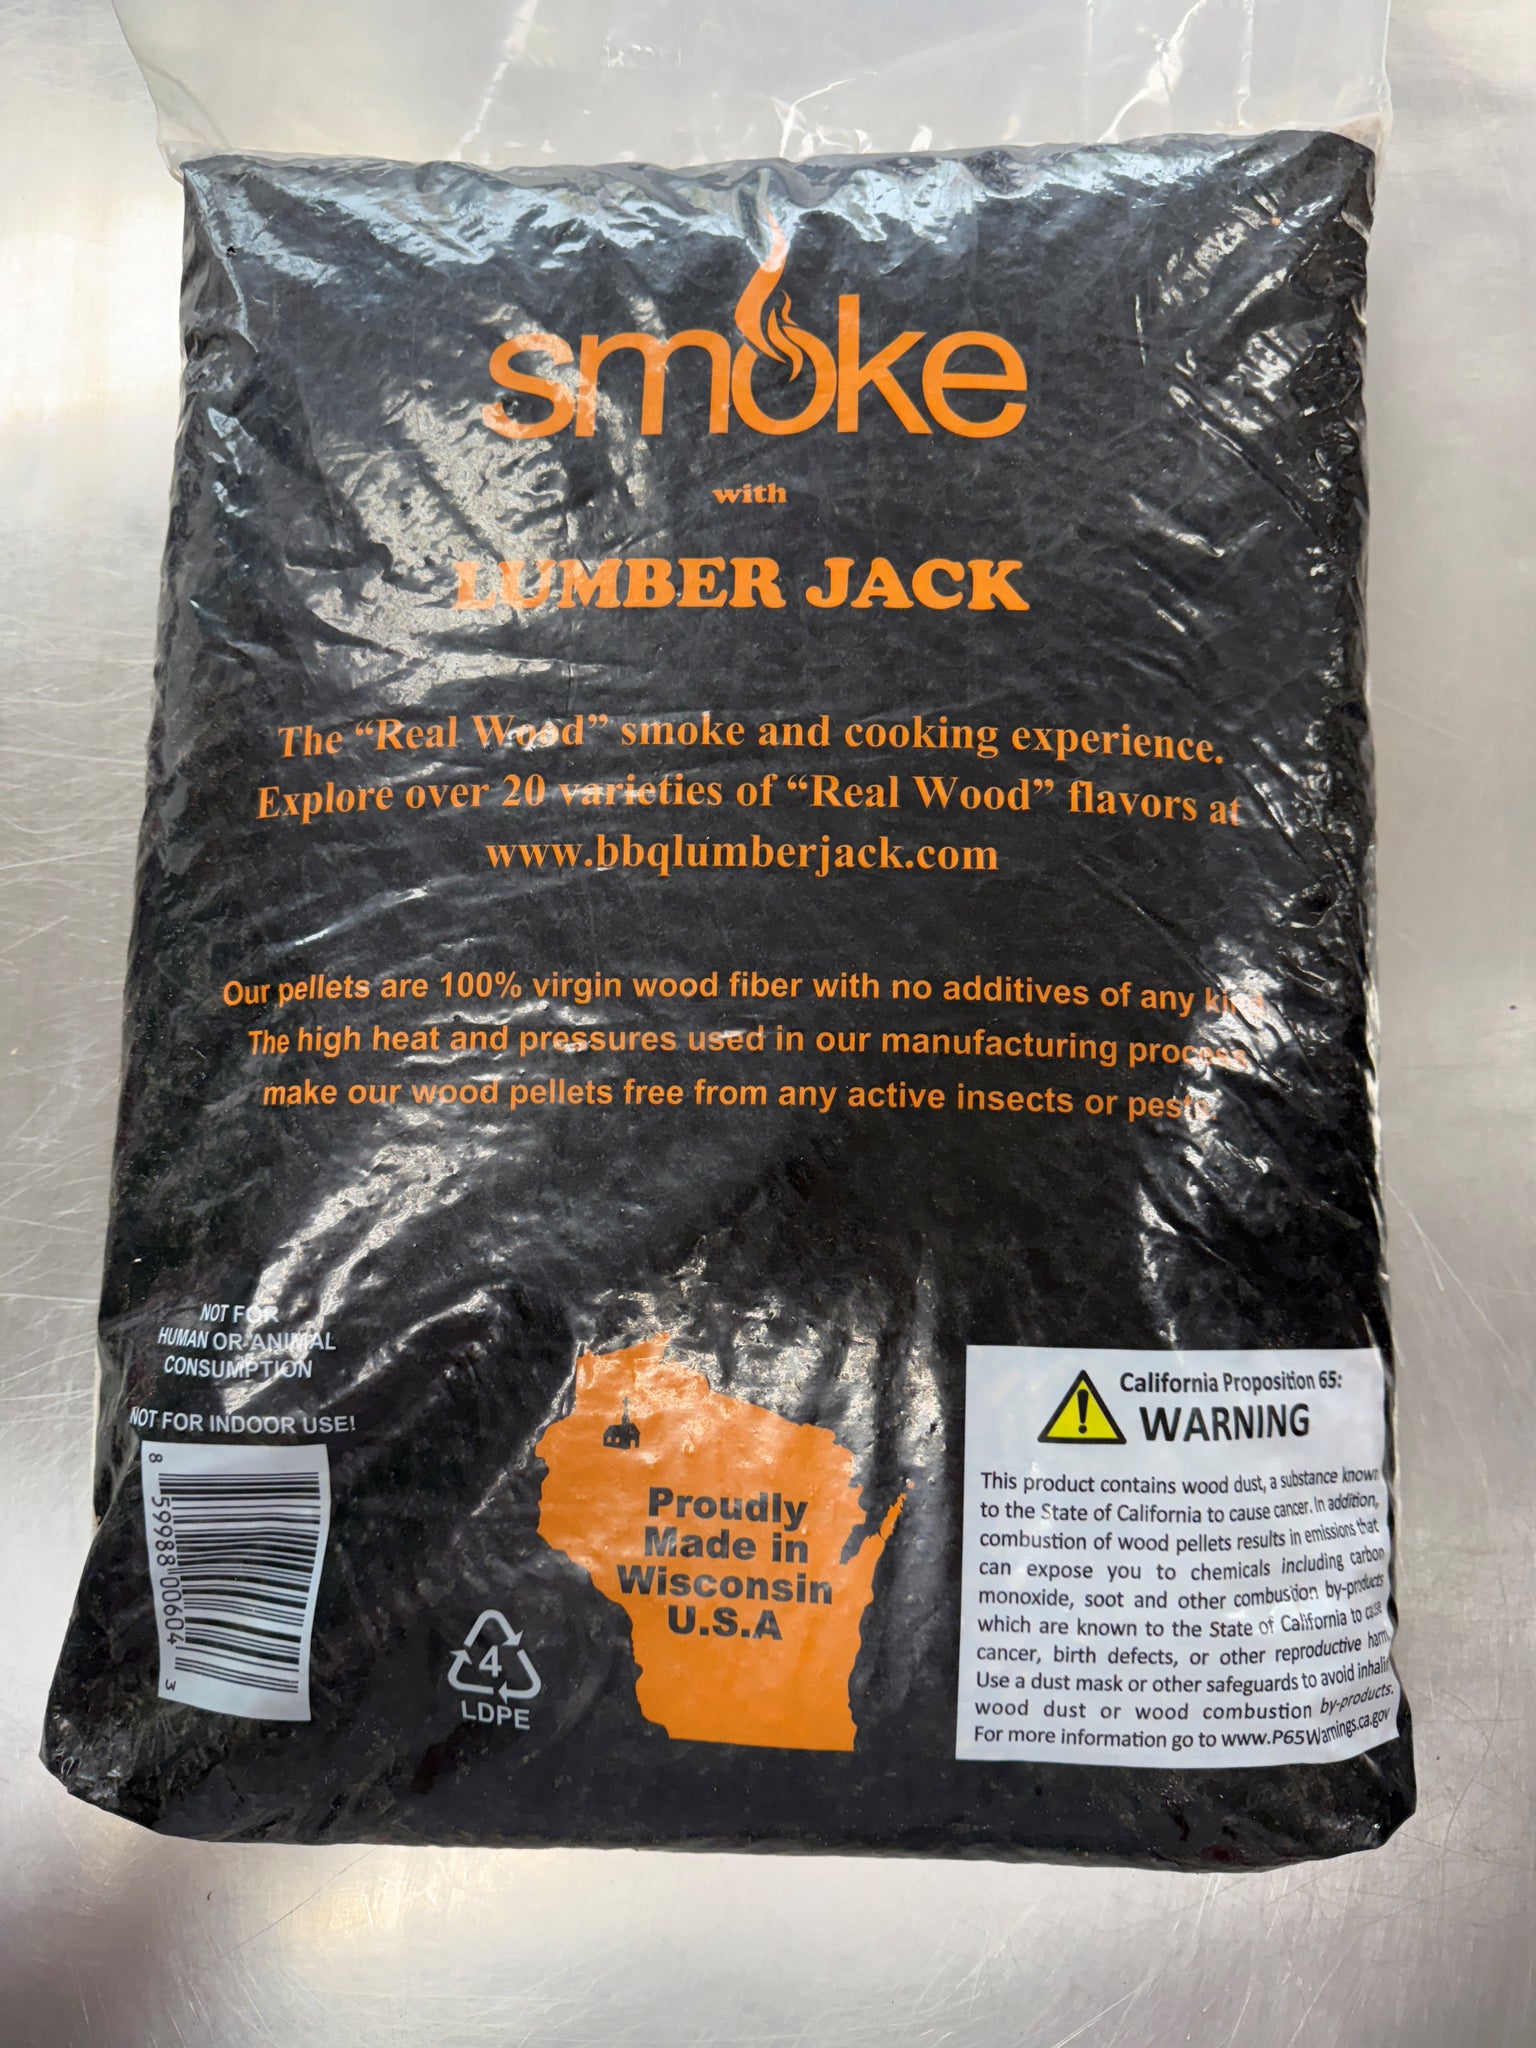 smoke
with
LUMBER JACK
The “Real Wood” smoke and cooking experience.
Explore over 20 varieties of “Real Wood” flavors at
www.bbqlumberjack.com
Our pellets are 100% virgin wood fiber with no additives of any kind.
The high heat and pressures used in our manufacturing process
make our wood pellets free from any active insects or pests.
NOT FOR
HUMAN OR ANIMAL
CONSUMPTION
NOT FOR INDOOR USE!
8 59988 00604 3
4
LDPE
Proudly
Made in
Wisconsin
U.S.A
California Proposition 65:
WARNING
This product contains wood dust, a substance known
to the State of California to cause cancer. In addition,
combustion of wood pellets results in emissions that
can expose you to chemicals including carbon
monoxide, soot and other combustion by-products
which are known to the State of California to cause
cancer, birth defects, or other reproductive harm.
Use a dust mask or other safeguards to avoid inhaling
wood dust or wood combustion by-products.
For more information go to www.P65Warnings.ca.gov